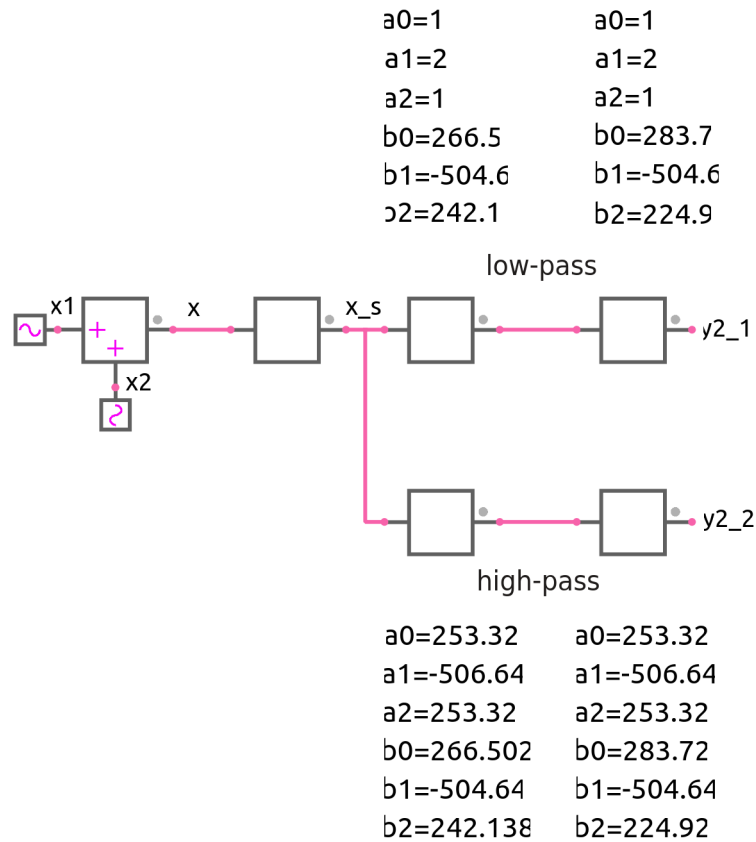 a0=1
a1=2
a2=1
b0=266.5
b1=-504.6
b2=242.1
a0=1
a1=2
a2=1
b0=283.7
b1=-504.6
b2=224.9
low-pass
x1
x
x_s
y2_1
x2
y2_2
high-pass
a0=253.32
a1=-506.64
a2=253.32
b0=266.502
b1=-504.64
b2=242.138
a0=253.32
a1=-506.64
a2=253.32
b0=283.72
b1=-504.64
b2=224.92